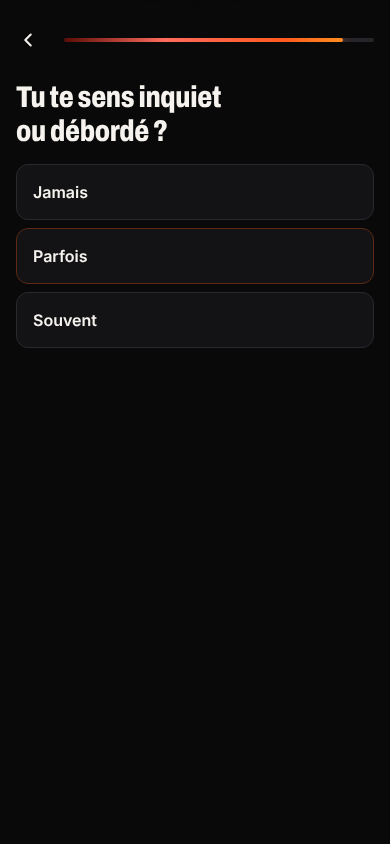 Tu te sens inquiet
ou débordé ?
Jamais
Parfois
Souvent